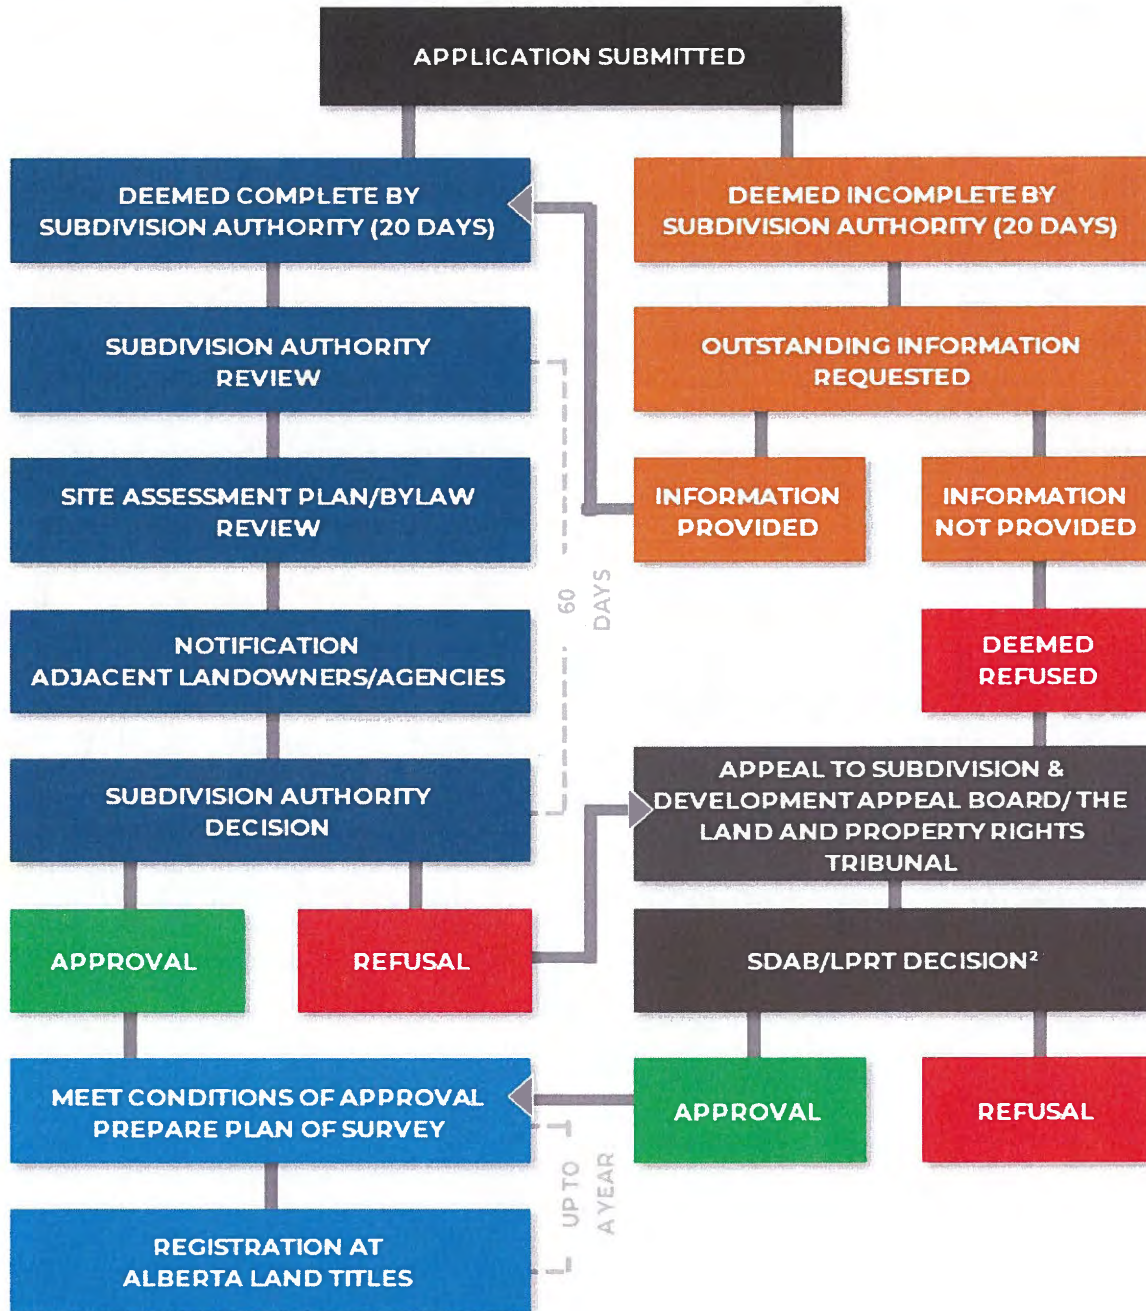 APPLICATION SUBMITTED
DEEMED COMPLETE BY
SUBDIVISION AUTHORITY (20 DAYS)
DEEMED INCOMPLETE BY
SUBDIVISION AUTHORITY (20 DAYS)
SUBDIVISION AUTHORITY
REVIEW
OUTSTANDING INFORMATION
REQUESTED
SITE ASSESSMENT PLAN/BYLAW
REVIEW
INFORMATION
PROVIDED
INFORMATION
NOT PROVIDED
60
DAYS
NOTIFICATION
ADJACENT LANDOWNERS/AGENCIES
DEEMED
REFUSED
SUBDIVISION AUTHORITY
DECISION
APPEAL TO SUBDIVISION &
DEVELOPMENT APPEAL BOARD/ THE
LAND AND PROPERTY RIGHTS
TRIBUNAL
APPROVAL
REFUSAL
SDAB/LPRT DECISION²
MEET CONDITIONS OF APPROVAL
PREPARE PLAN OF SURVEY
APPROVAL
REFUSAL
UP TO
A YEAR
REGISTRATION AT
ALBERTA LAND TITLES